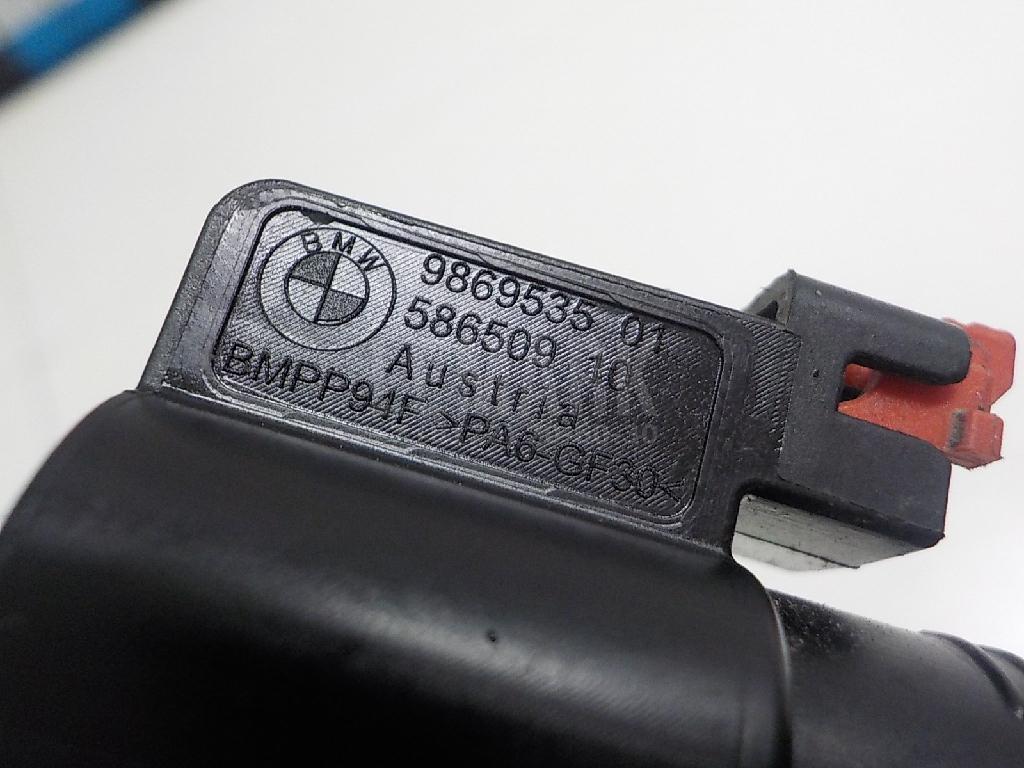 BMW
9869535 01
586509 10
Austria
BMPP94F >PA6-GF30<